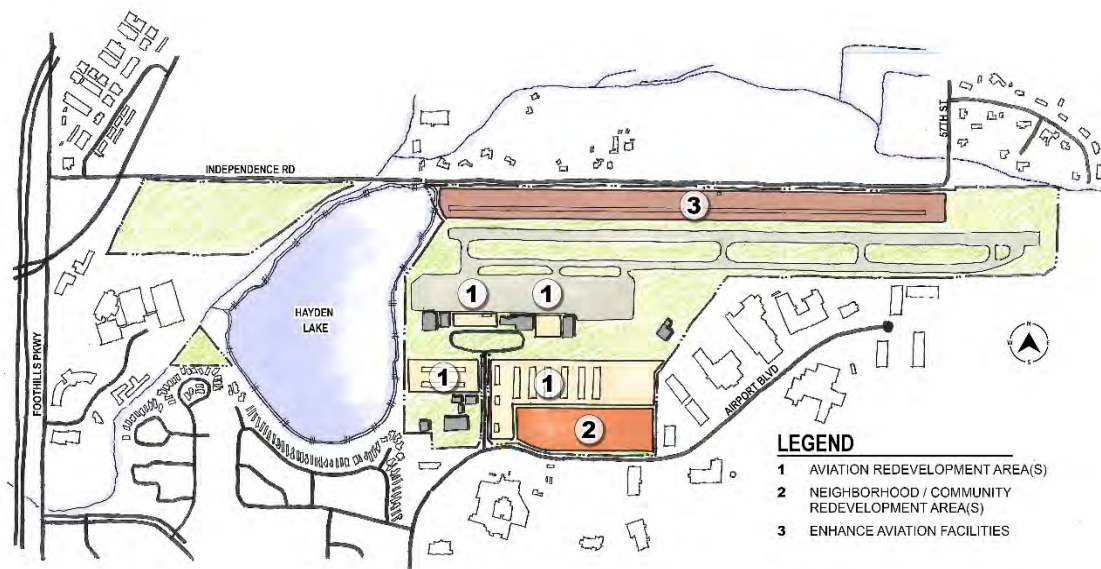 INDEPENDENCE RD
57TH ST
3
1
1
HAYDEN
LAKE
N
FOOTHILLS PKWY
1
1
AIRPORT BLVD
2
LEGEND
1 AVIATION REDEVELOPMENT AREA(S)
2 NEIGHBORHOOD / COMMUNITY
REDEVELOPMENT AREA(S)
3 ENHANCE AVIATION FACILITIES